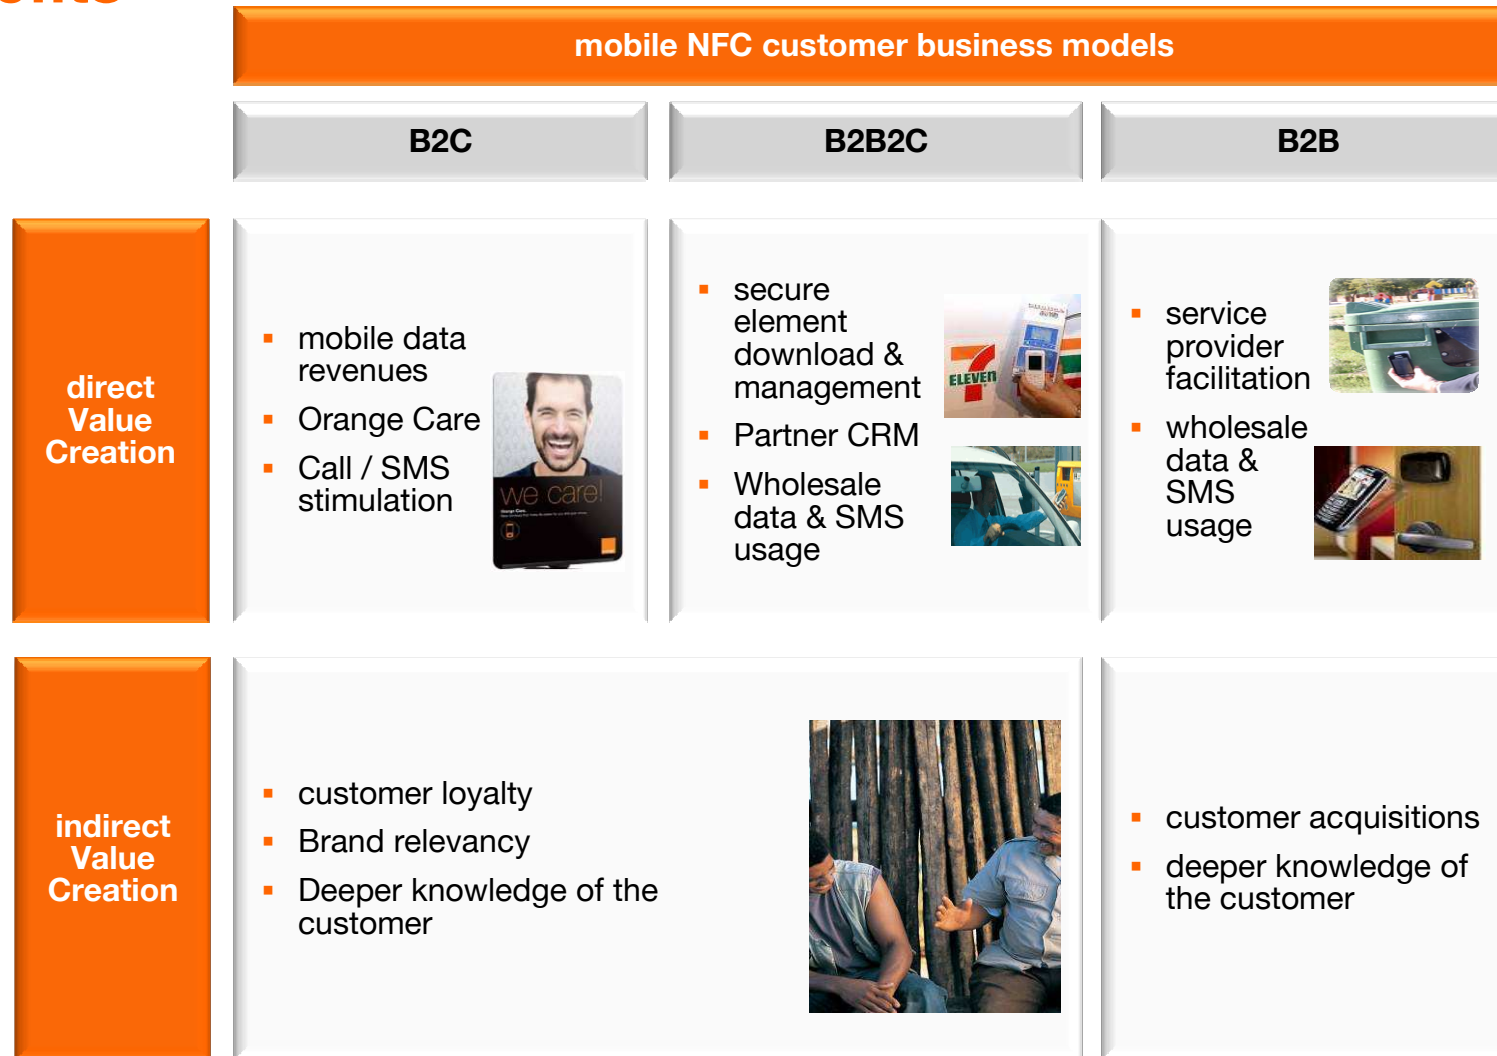 mobile NFC customer business models
B2C
B2B2C
B2B
direct
Value
Creation
mobile data
revenues
Orange Care
Call / SMS
stimulation
we care!
Orange Care.
secure
element
download &
management
Partner CRM
Wholesale
data & SMS
usage
ELEVEN
service
provider
facilitation
wholesale
data &
SMS
usage
indirect
Value
Creation
customer loyalty
Brand relevancy
Deeper knowledge of the
customer
customer acquisitions
deeper knowledge of
the customer